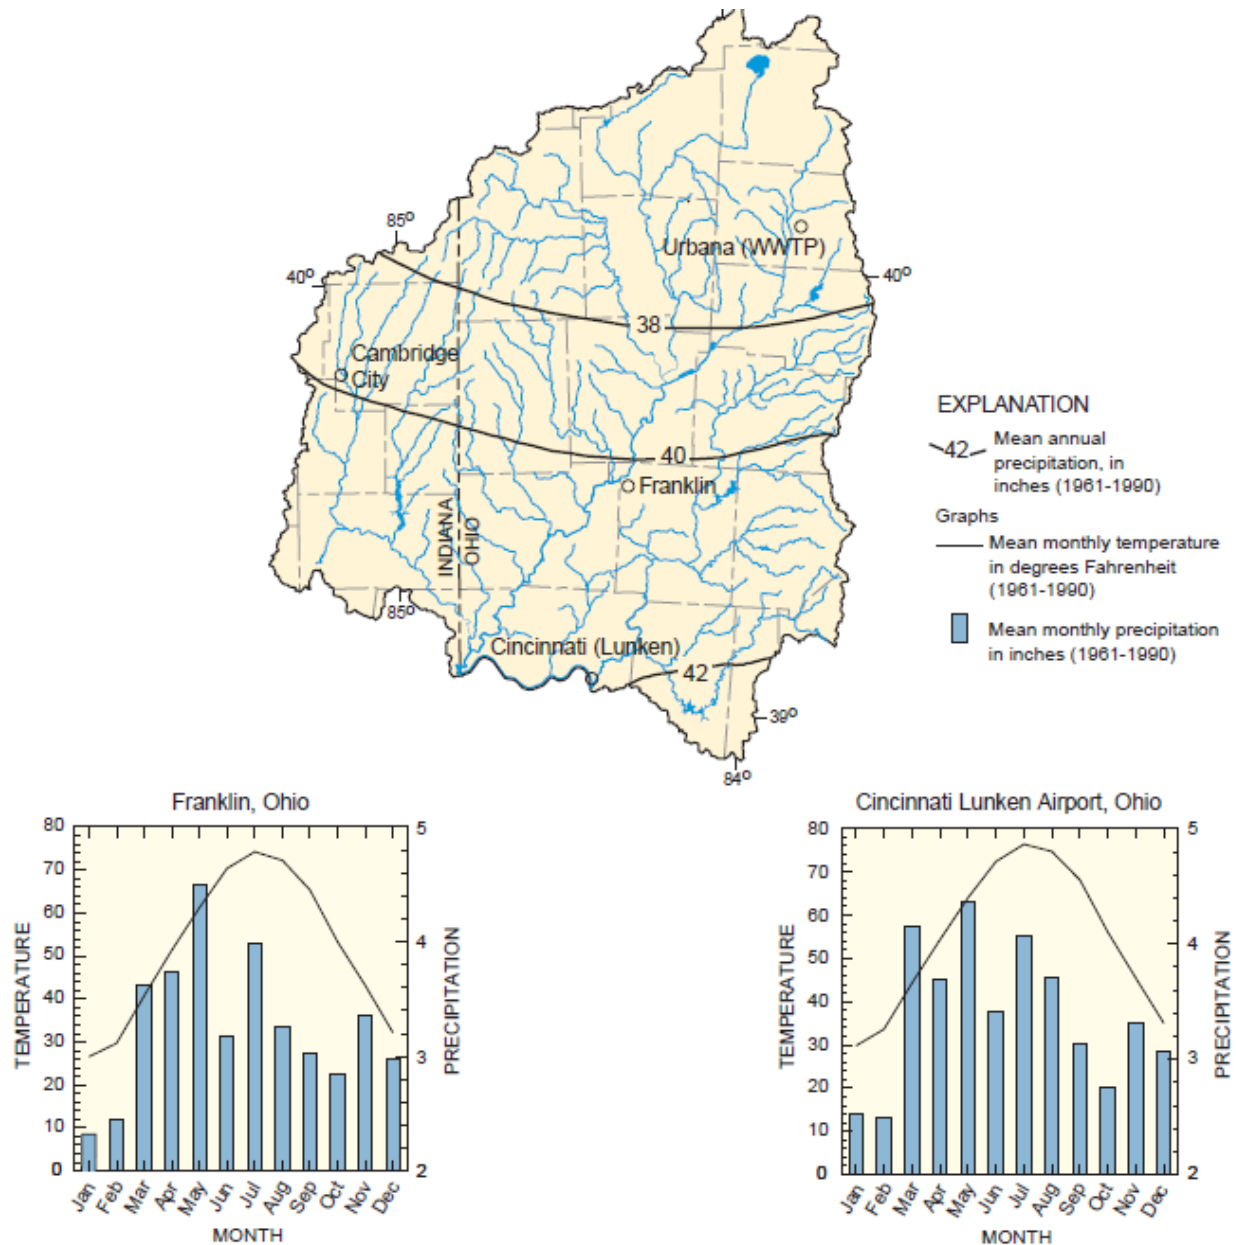 85º
Urbana (WWTP)
40º
40º
38
Cambridge
City
EXPLANATION
42
Mean annual
precipitation, in
inches (1961-1990)
40
Franklin
Graphs
Mean monthly temperature
in degrees Fahrenheit
(1961-1990)
INDIANA
OHIO
85º
Mean monthly precipitation
in inches (1961-1990)
Cincinnati (Lunken)
42
39º
84º
Franklin, Ohio
80
70
60
50
40
30
20
10
0
TEMPERATURE
5
4
3
2
PRECIPITATION
Jan
Feb
Mar
Apr
May
Jun
Jul
Aug
Sep
Oct
Nov
Dec
MONTH
Cincinnati Lunken Airport, Ohio
80
70
60
50
40
30
20
10
0
TEMPERATURE
5
4
3
2
PRECIPITATION
Jan
Feb
Mar
Apr
May
Jun
Jul
Aug
Sep
Oct
Nov
Dec
MONTH